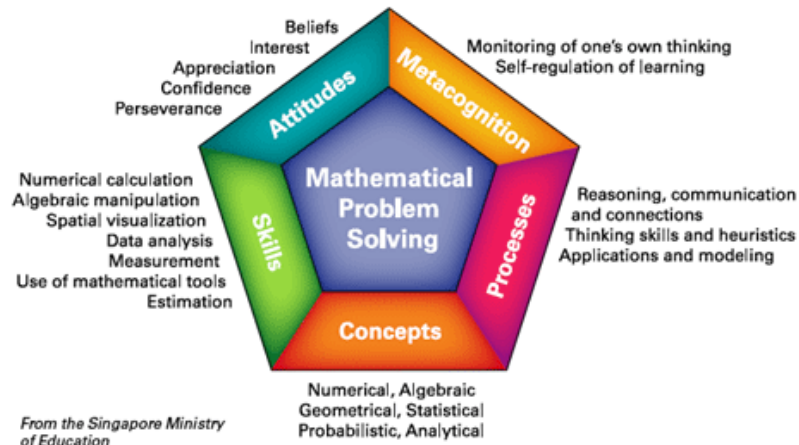 Beliefs
Interest
Appreciation
Confidence
Perseverance
Attitudes
Metacognition
Monitoring of one's own thinking
Self-regulation of learning
Mathematical
Problem
Solving
Numerical calculation
Algebraic manipulation
Spatial visualization
Data analysis
Measurement
Use of mathematical tools
Estimation
Skills
Processes
Reasoning, communication
and connections
Thinking skills and heuristics
Applications and modeling
Concepts
Numerical, Algebraic
Geometrical, Statistical
Probabilistic, Analytical
From the Singapore Ministry
of Education